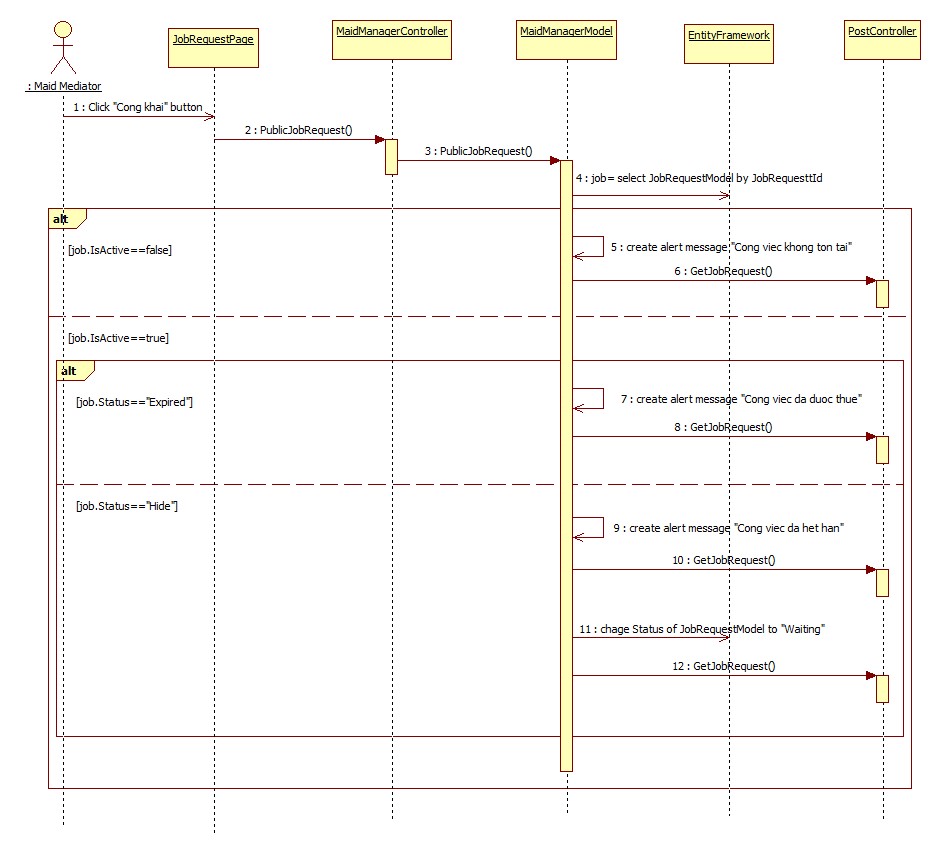 : Maid Mediator
JobRequestPage
MaidManagerController
MaidManagerModel
EntityFramework
PostController
1 : Click "Cong khai" button
2 : PublicJobRequest()
3 : PublicJobRequest()
4 : job= select JobRequestModel by JobRequesttId
alt
[job.IsActive==false]
5 : create alert message "Cong viec khong ton tai"
6 : GetJobRequest()
[job.IsActive==true]
alt
[job.Status=="Expired"]
7 : create alert message "Cong viec da duoc thue"
8 : GetJobRequest()
[job.Status=="Hide"]
9 : create alert message "Cong viec da het han"
10 : GetJobRequest()
11 : chage Status of JobRequestModel to "Waiting"
12 : GetJobRequest()